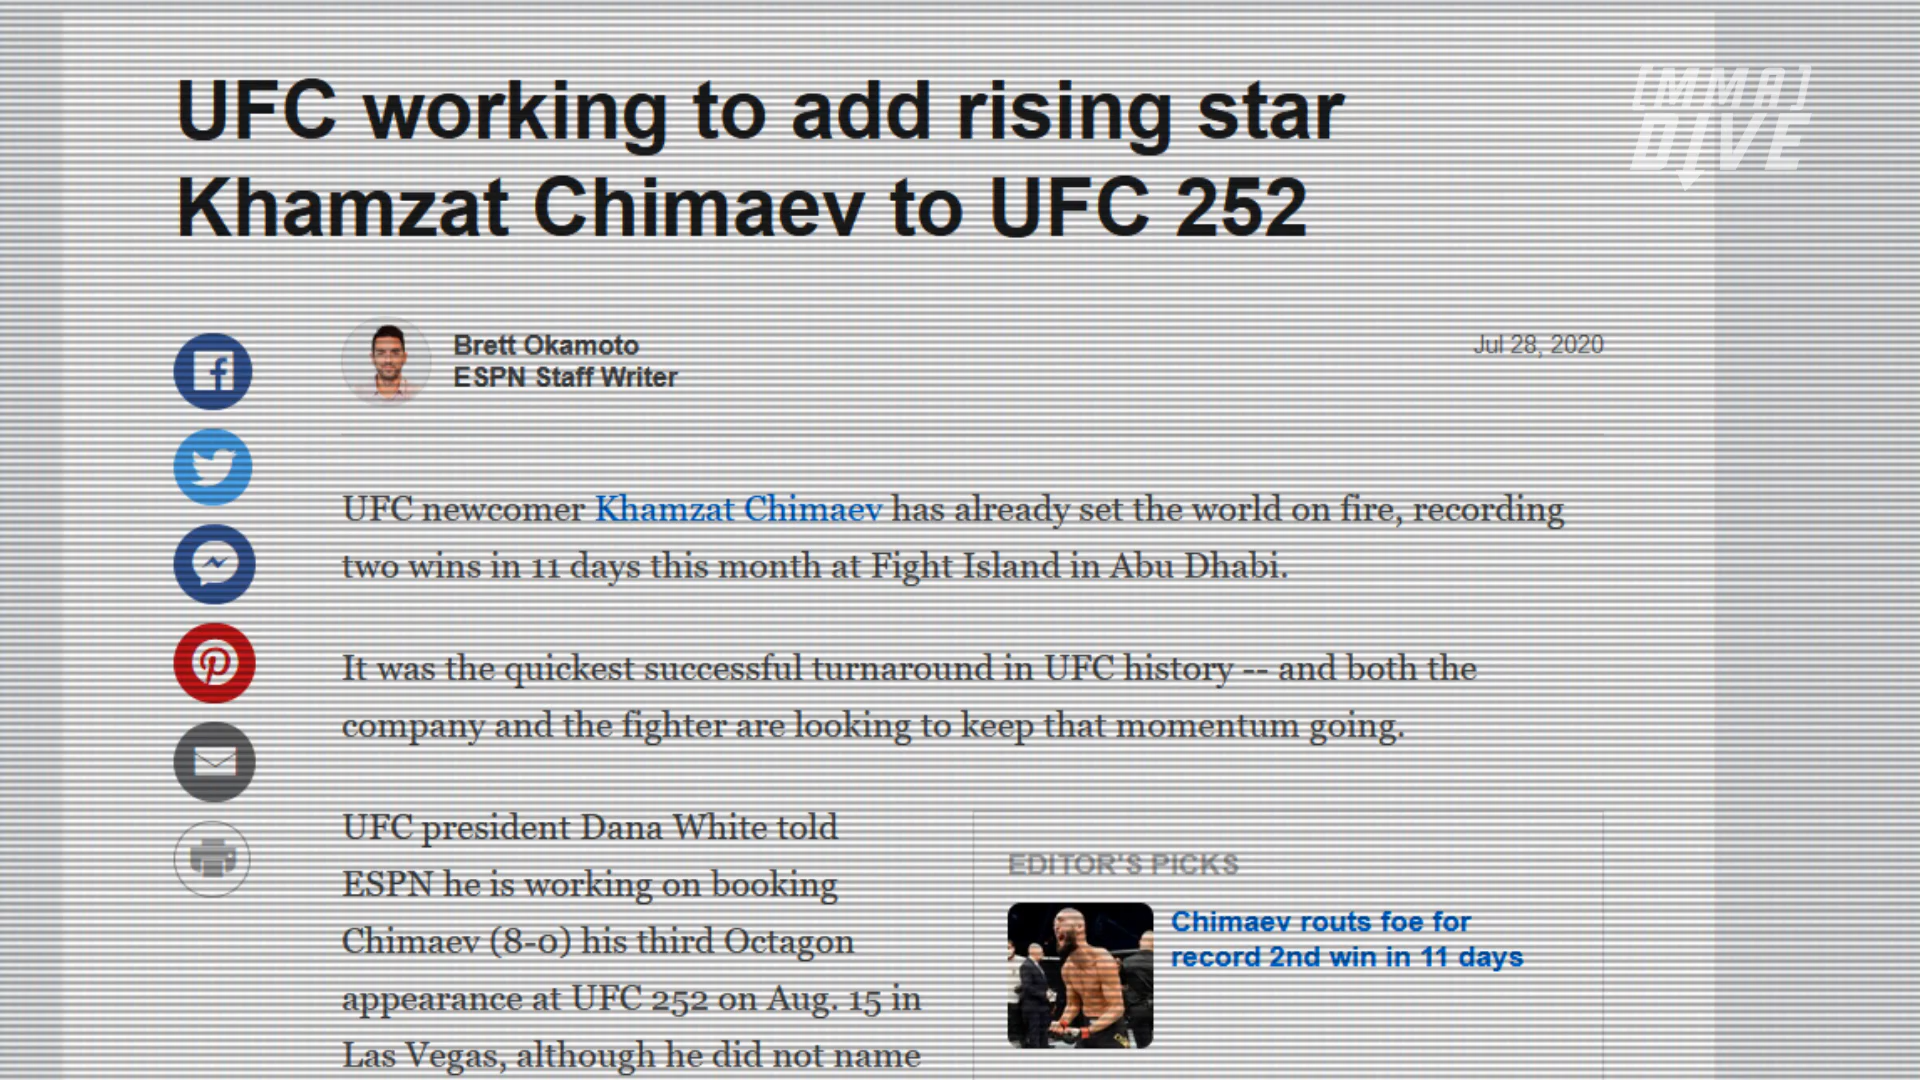 UFC working to add rising star
Khamzat Chimaev to UFC 252
[MMA]
DIVE
Brett Okamoto
ESPN Staff Writer
Jul 28, 2020
UFC newcomer Khamzat Chimaev has already set the world on fire, recording
two wins in 11 days this month at Fight Island in Abu Dhabi.
It was the quickest successful turnaround in UFC history -- and both the
company and the fighter are looking to keep that momentum going.
UFC president Dana White told
ESPN he is working on booking
Chimaev (8-0) his third Octagon
appearance at UFC 252 on Aug. 15 in
Las Vegas, although he did not name
EDITOR'S PICKS
Chimaev routs foe for
record 2nd win in 11 days